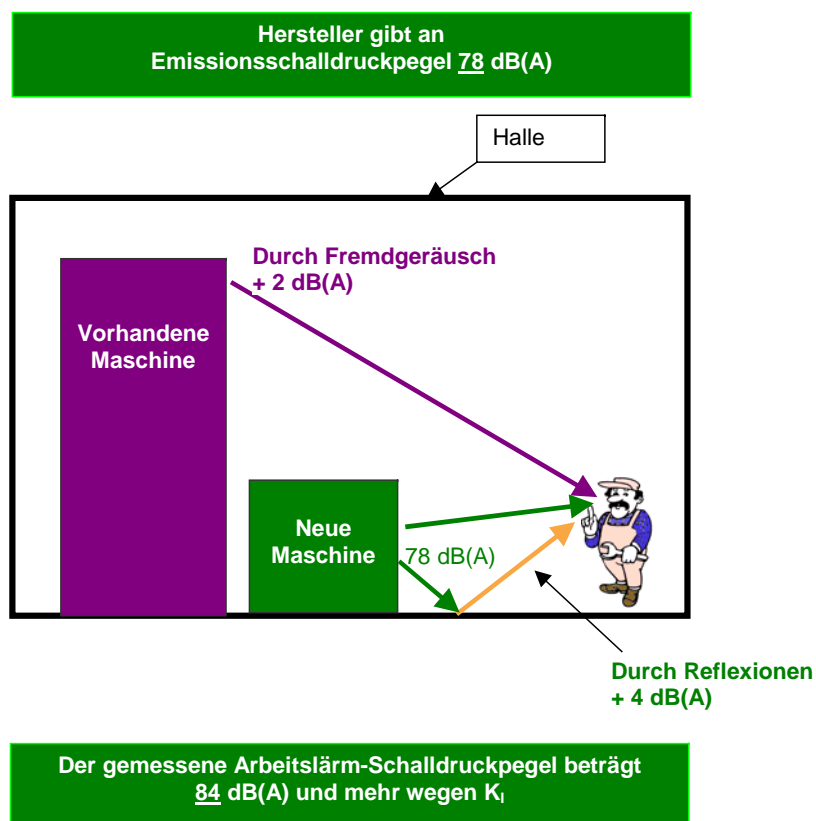 Hersteller gibt an
Emissionsschalldruckpegel 78 dB(A)
Halle
Durch Fremdgeräusch
+ 2 dB(A)
Vorhandene
Maschine
Neue
Maschine
78 dB(A)
Durch Reflexionen
+ 4 dB(A)
Der gemessene Arbeitslärm-Schalldruckpegel beträgt
84 dB(A) und mehr wegen KI